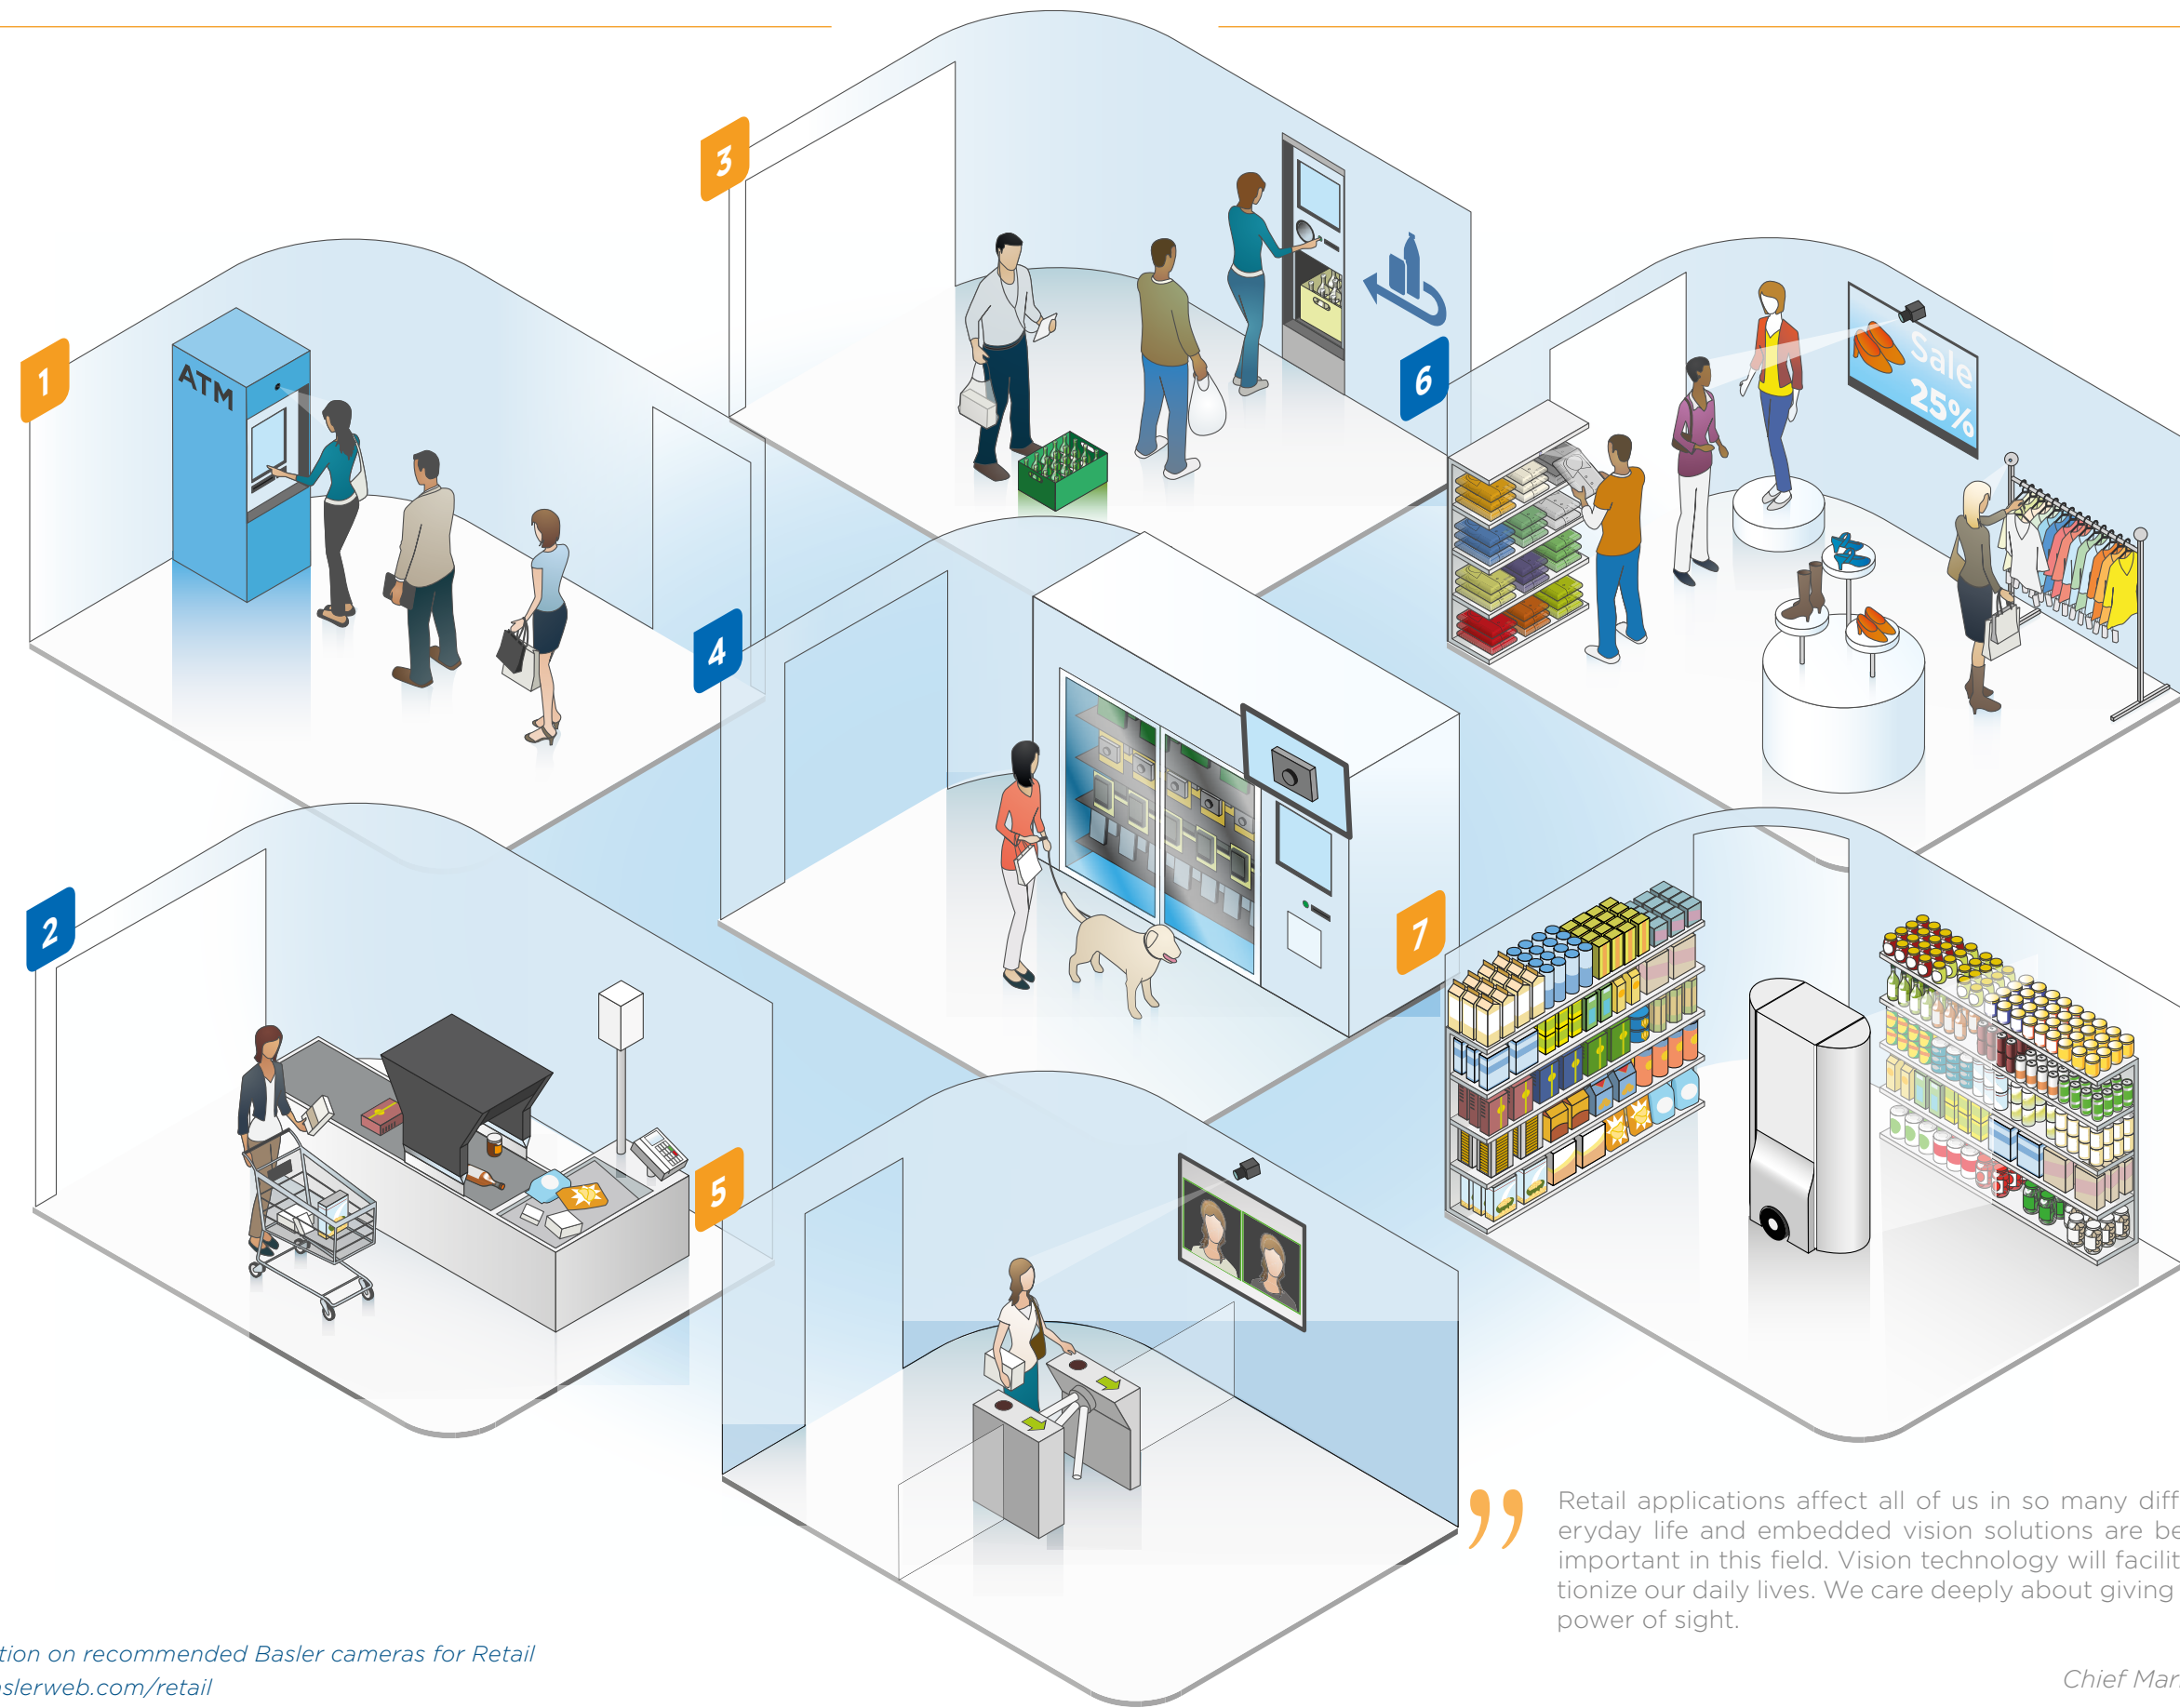 3
1
ATM
6
Sale
25%
4
2
7
5
Retail applications affect all of us in so many diff
eryday life and embedded vision solutions are be
important in this field. Vision technology will facilit
tionize our daily lives. We care deeply about giving
power of sight.
tion on recommended Basler cameras for Retail
slerweb.com/retail
Chief Mar